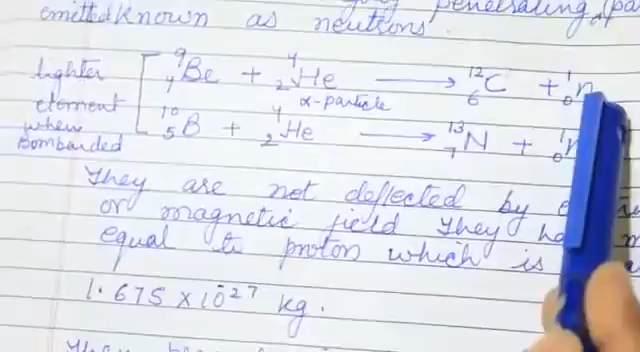 penetrating
emitted known as neutrons.
lighter element when Bombarded
⁹₄Be + ⁴₂He ⟶ ¹²₆C + ¹₀n
α-particle
¹⁰₅B + ⁴₂He ⟶ ¹³₇N + ¹₀n
They are not deflected by
or magnetic field They
equal to proton which is
1.675 × 10⁻²⁷ kg.